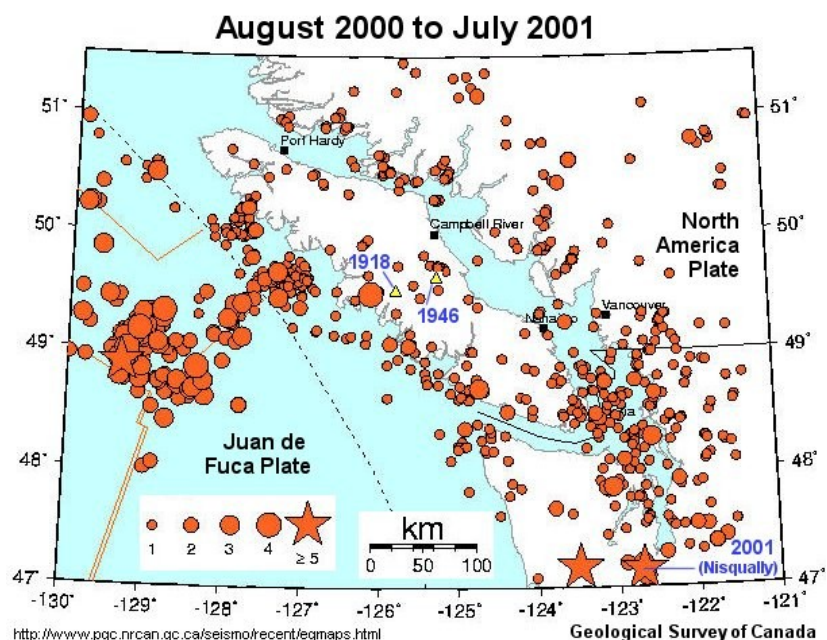 August 2000 to July 2001
51°
51°
Port Hardy
50°
Campbell River
50°
North
America
Plate
1918
1946
Vancouver
49°
49°
Juan de
Fuca Plate
48°
48°
1 2 3 4 ≥ 5
km
0 50 100
2001
(Nisqually)
47°
47°
-130° -129° -128° -127° -126° -125° -124° -123° -122° -121°
http://www.pgc.nrcan.gc.ca/seismo/recent/eqmaps.html
Geological Survey of Canada